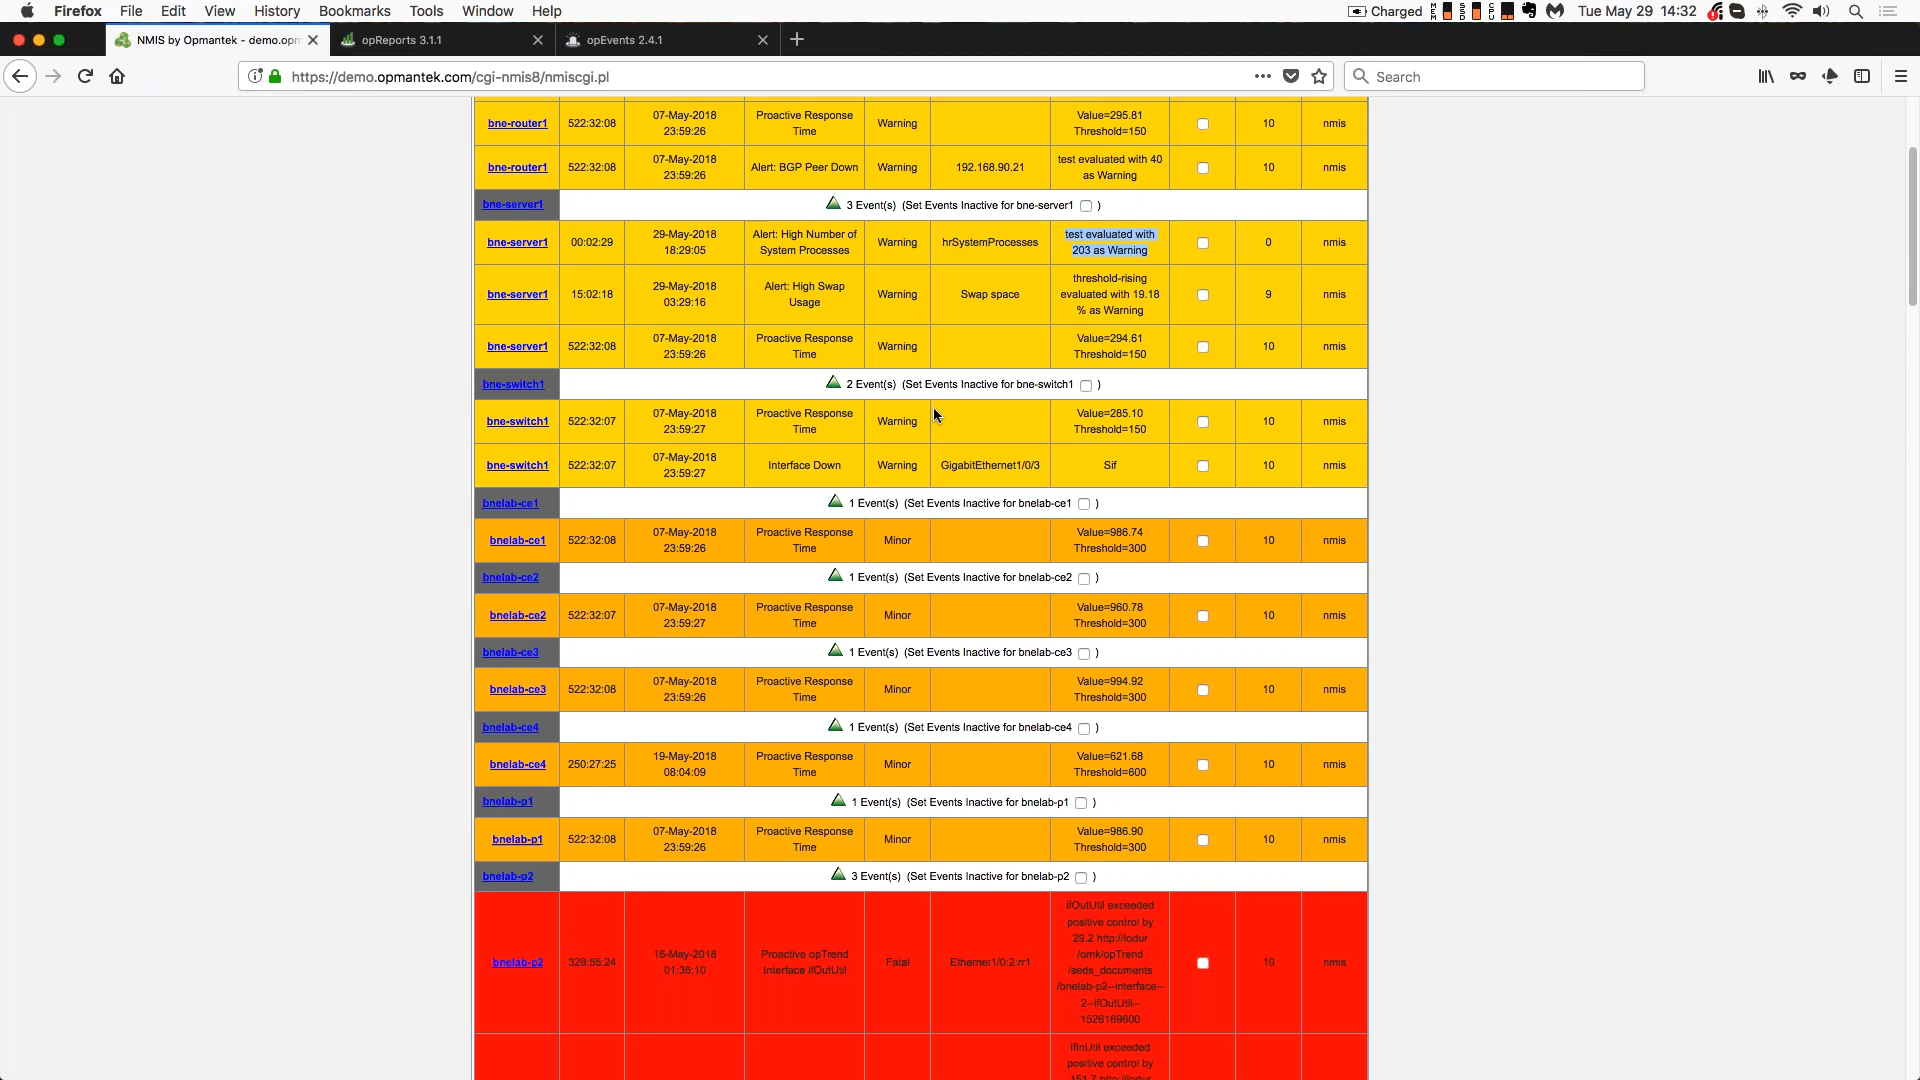 Firefox File Edit View History Bookmarks Tools Window Help Charged MEM SSD CPU Tue May 29 14:32
NMIS by Opmantek - demo.opm opReports 3.1.1 opEvents 2.4.1
https://demo.opmantek.com/cgi-nmis8/nmiscgi.pl Search
bne-router1 522:32:08 07-May-2018 23:59:26 Proactive Response Time Warning Value=295.81 Threshold=150 10 nmis
bne-router1 522:32:08 07-May-2018 23:59:26 Alert: BGP Peer Down Warning 192.168.90.21 test evaluated with 40 as Warning 10 nmis
bne-server1 3 Event(s) (Set Events Inactive for bne-server1 )
bne-server1 00:02:29 29-May-2018 18:29:05 Alert: High Number of System Processes Warning hrSystemProcesses test evaluated with 203 as Warning 0 nmis
bne-server1 15:02:18 29-May-2018 03:29:16 Alert: High Swap Usage Warning Swap space threshold-rising evaluated with 19.18 % as Warning 9 nmis
bne-server1 522:32:08 07-May-2018 23:59:26 Proactive Response Time Warning Value=294.61 Threshold=150 10 nmis
bne-switch1 2 Event(s) (Set Events Inactive for bne-switch1 )
bne-switch1 522:32:07 07-May-2018 23:59:27 Proactive Response Time Warning Value=285.10 Threshold=150 10 nmis
bne-switch1 522:32:07 07-May-2018 23:59:27 Interface Down Warning GigabitEthernet1/0/3 Sif 10 nmis
bnelab-ce1 1 Event(s) (Set Events Inactive for bnelab-ce1 )
bnelab-ce1 522:32:08 07-May-2018 23:59:26 Proactive Response Time Minor Value=986.74 Threshold=300 10 nmis
bnelab-ce2 1 Event(s) (Set Events Inactive for bnelab-ce2 )
bnelab-ce2 522:32:07 07-May-2018 23:59:27 Proactive Response Time Minor Value=960.78 Threshold=300 10 nmis
bnelab-ce3 1 Event(s) (Set Events Inactive for bnelab-ce3 )
bnelab-ce3 522:32:08 07-May-2018 23:59:26 Proactive Response Time Minor Value=994.92 Threshold=300 10 nmis
bnelab-ce4 1 Event(s) (Set Events Inactive for bnelab-ce4 )
bnelab-ce4 250:27:25 19-May-2018 08:04:09 Proactive Response Time Minor Value=621.68 Threshold=600 10 nmis
bnelab-p1 1 Event(s) (Set Events Inactive for bnelab-p1 )
bnelab-p1 522:32:08 07-May-2018 23:59:26 Proactive Response Time Minor Value=986.90 Threshold=300 10 nmis
bnelab-p2 3 Event(s) (Set Events Inactive for bnelab-p2 )
bnelab-p2 328:55:24 Proactive opTrend Interface ifOutUtil Fatal ifOutUtil exceeded positive control by 29.2 http://lodur /omk/opTrend /seds_documents /bnelab-p2--interface-- 2--ifOutUtil-- 1526169600 10 nmis
ifInUtil exceeded positive control by